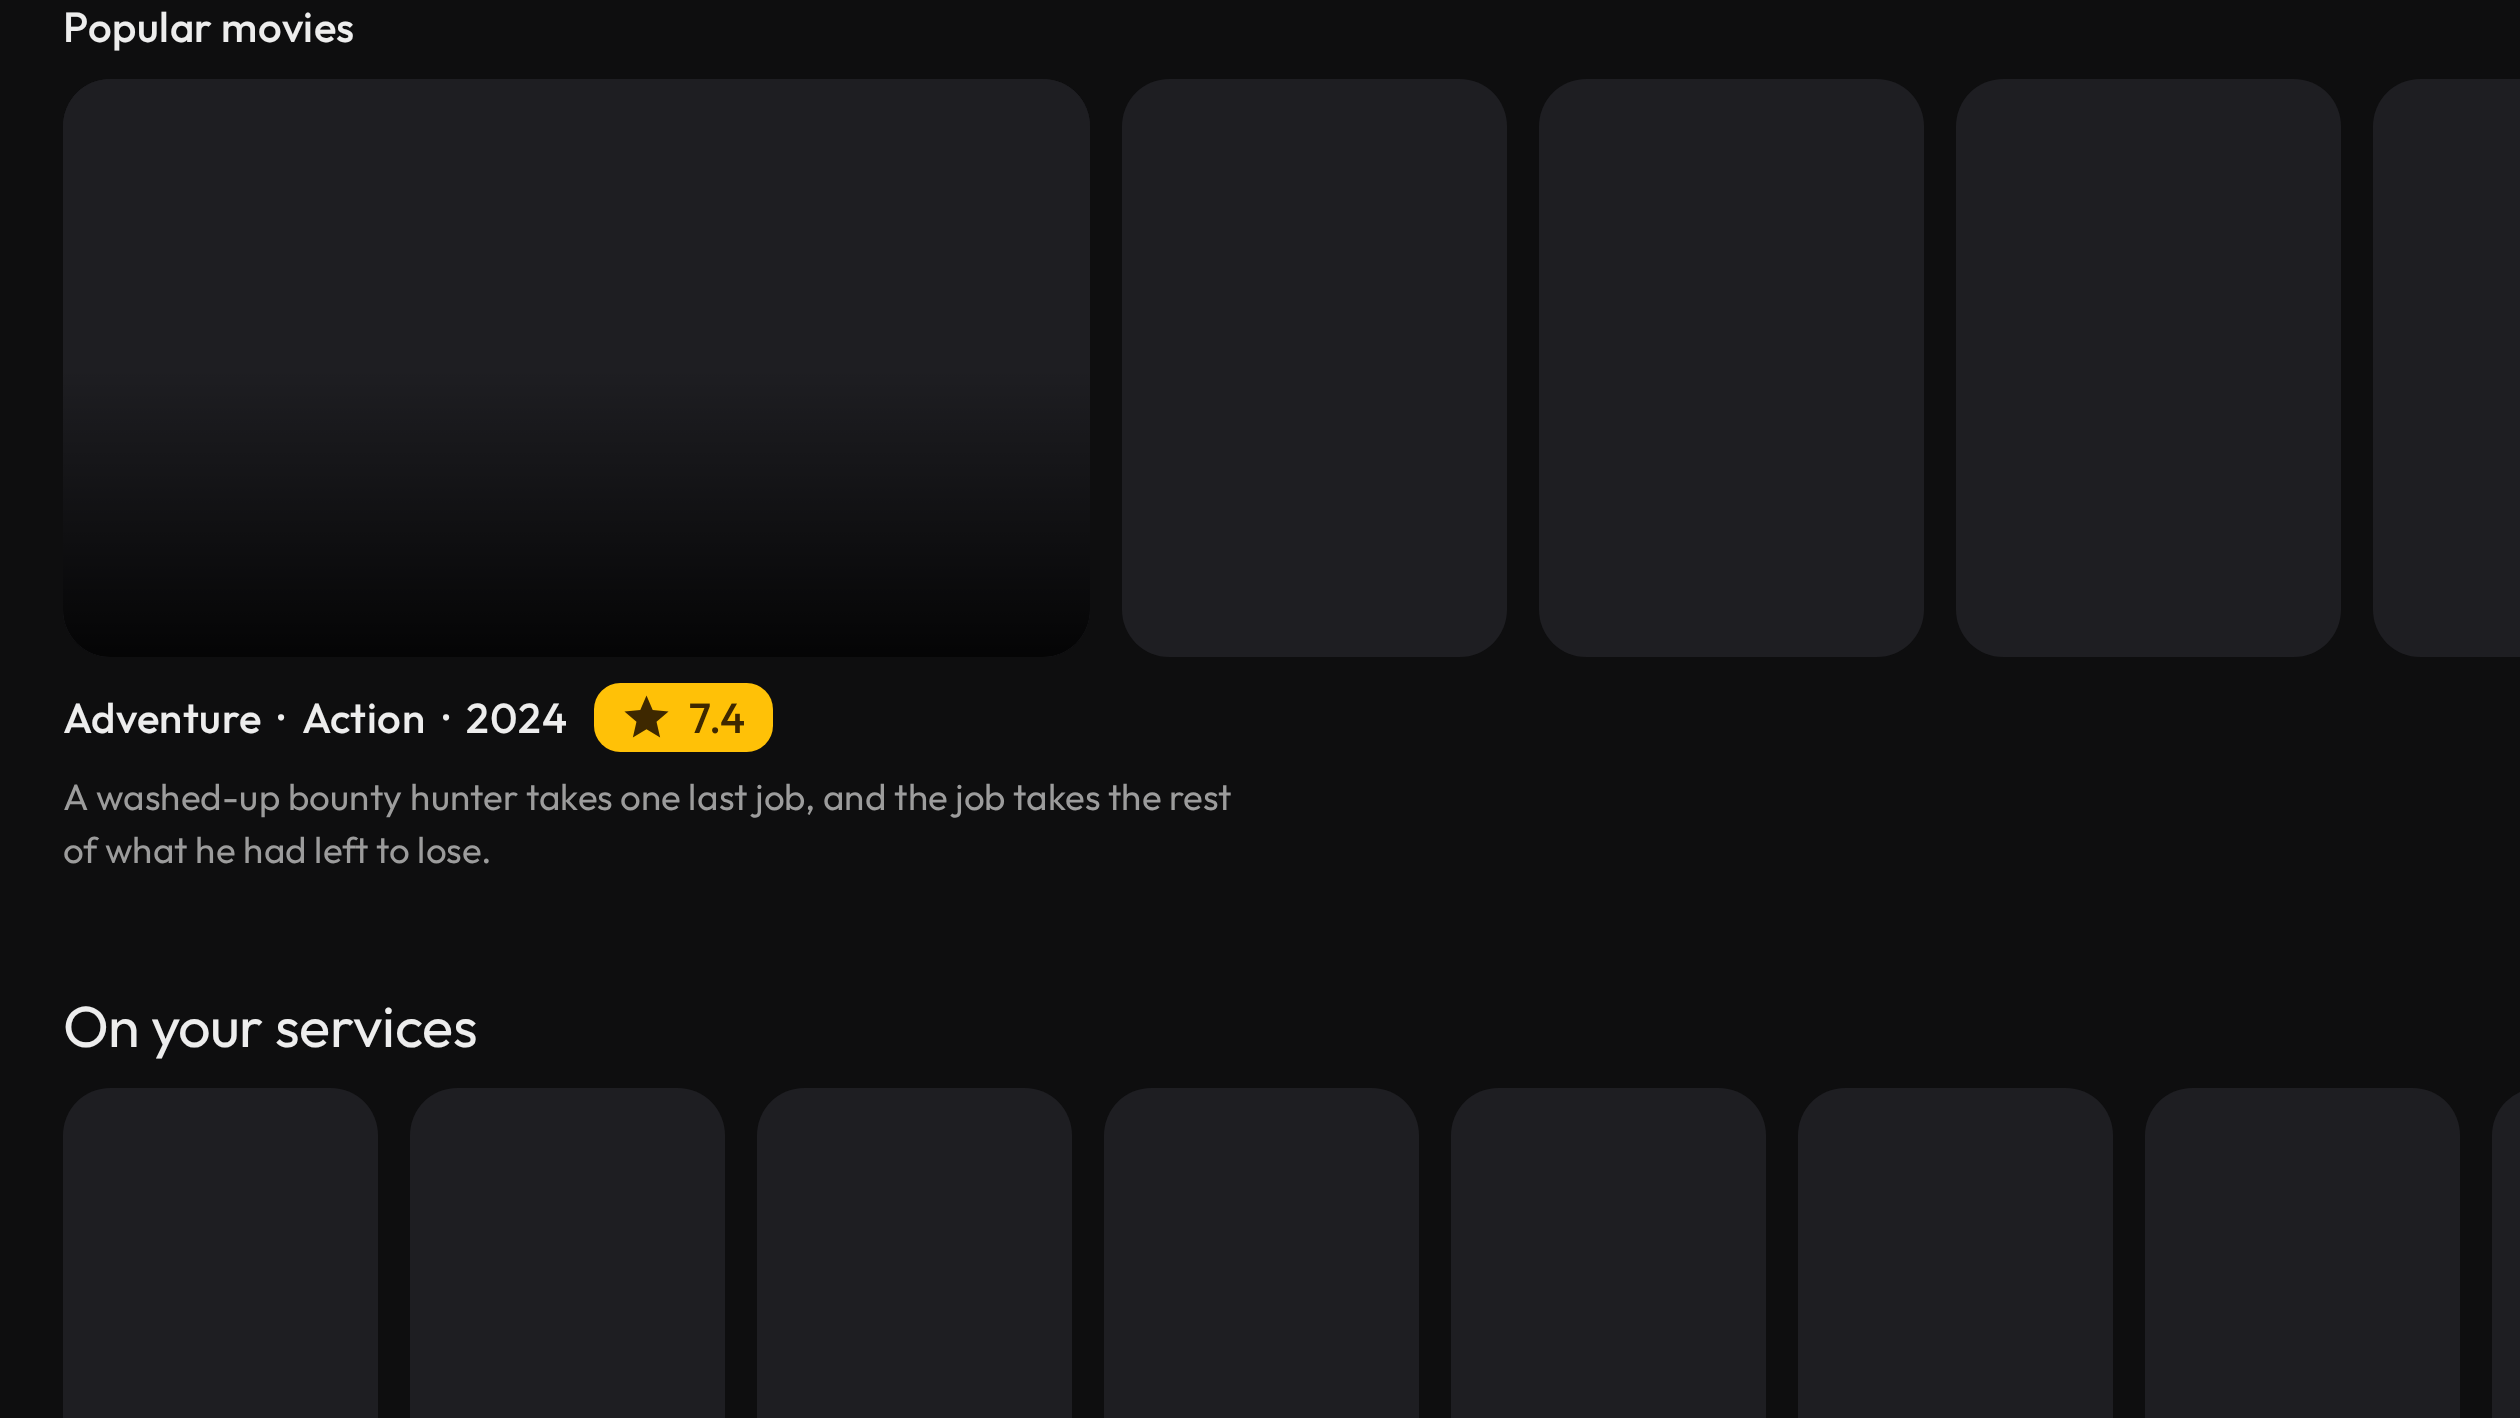 Popular movies
Adventure · Action · 2024 7.4
A washed-up bounty hunter takes one last job, and the job takes the rest
of what he had left to lose.
On your services